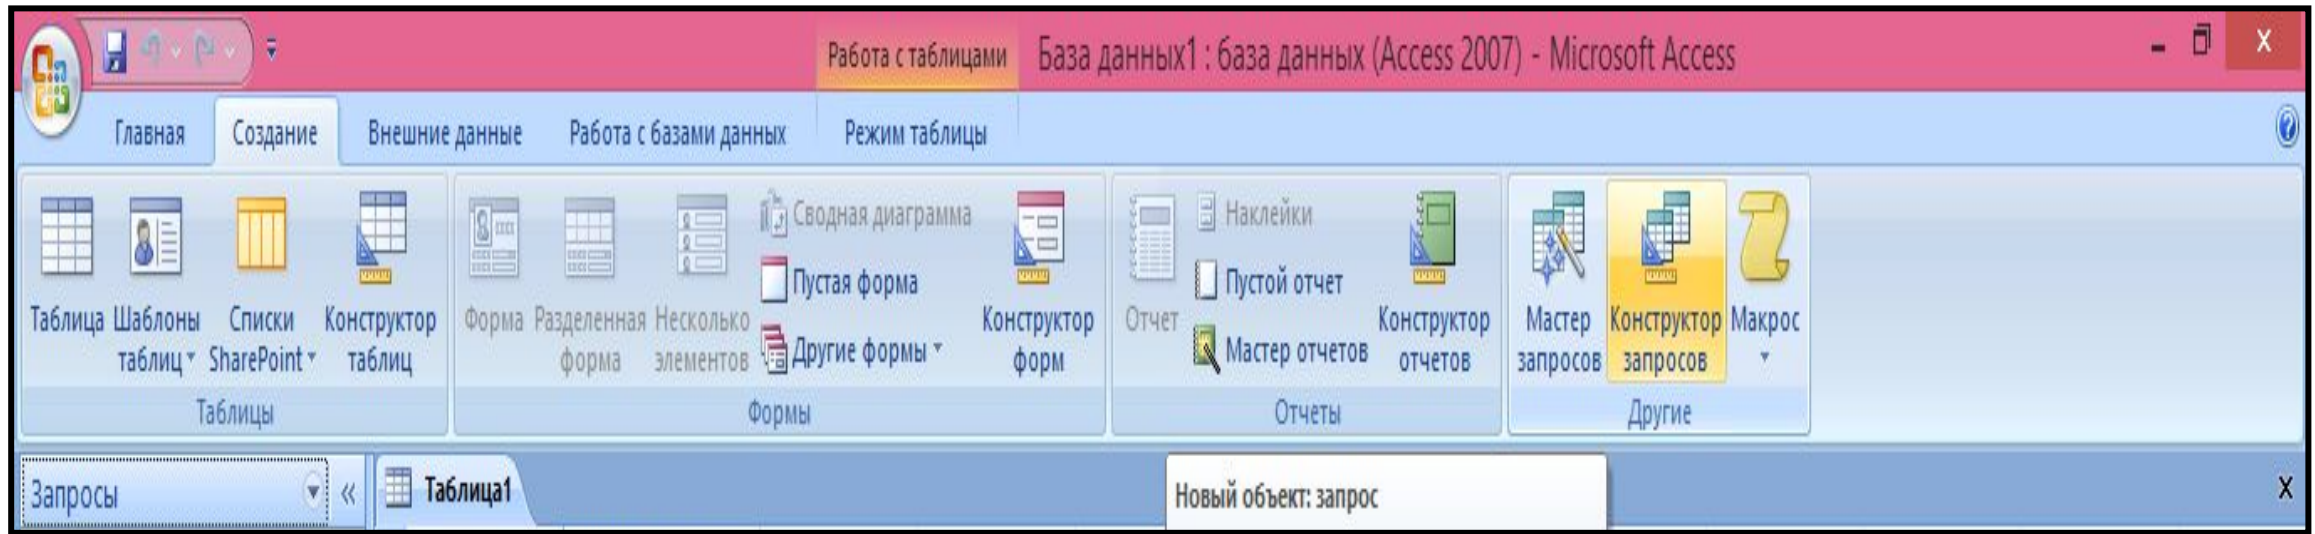 Работа с таблицами База данных1 : база данных (Access 2007) - Microsoft Access
Главная Создание Внешние данные Работа с базами данных Режим таблицы
Таблица
Шаблоны
таблиц
Списки
SharePoint
Конструктор
таблиц
Таблицы
Форма
Разделенная
форма
Несколько
элементов
Сводная диаграмма
Пустая форма
Другие формы
Конструктор
форм
Формы
Отчет
Наклейки
Пустой отчет
Мастер отчетов
Конструктор
отчетов
Отчеты
Мастер
запросов
Конструктор
запросов
Макрос
Другие
Запросы « Таблица1
Новый объект: запрос